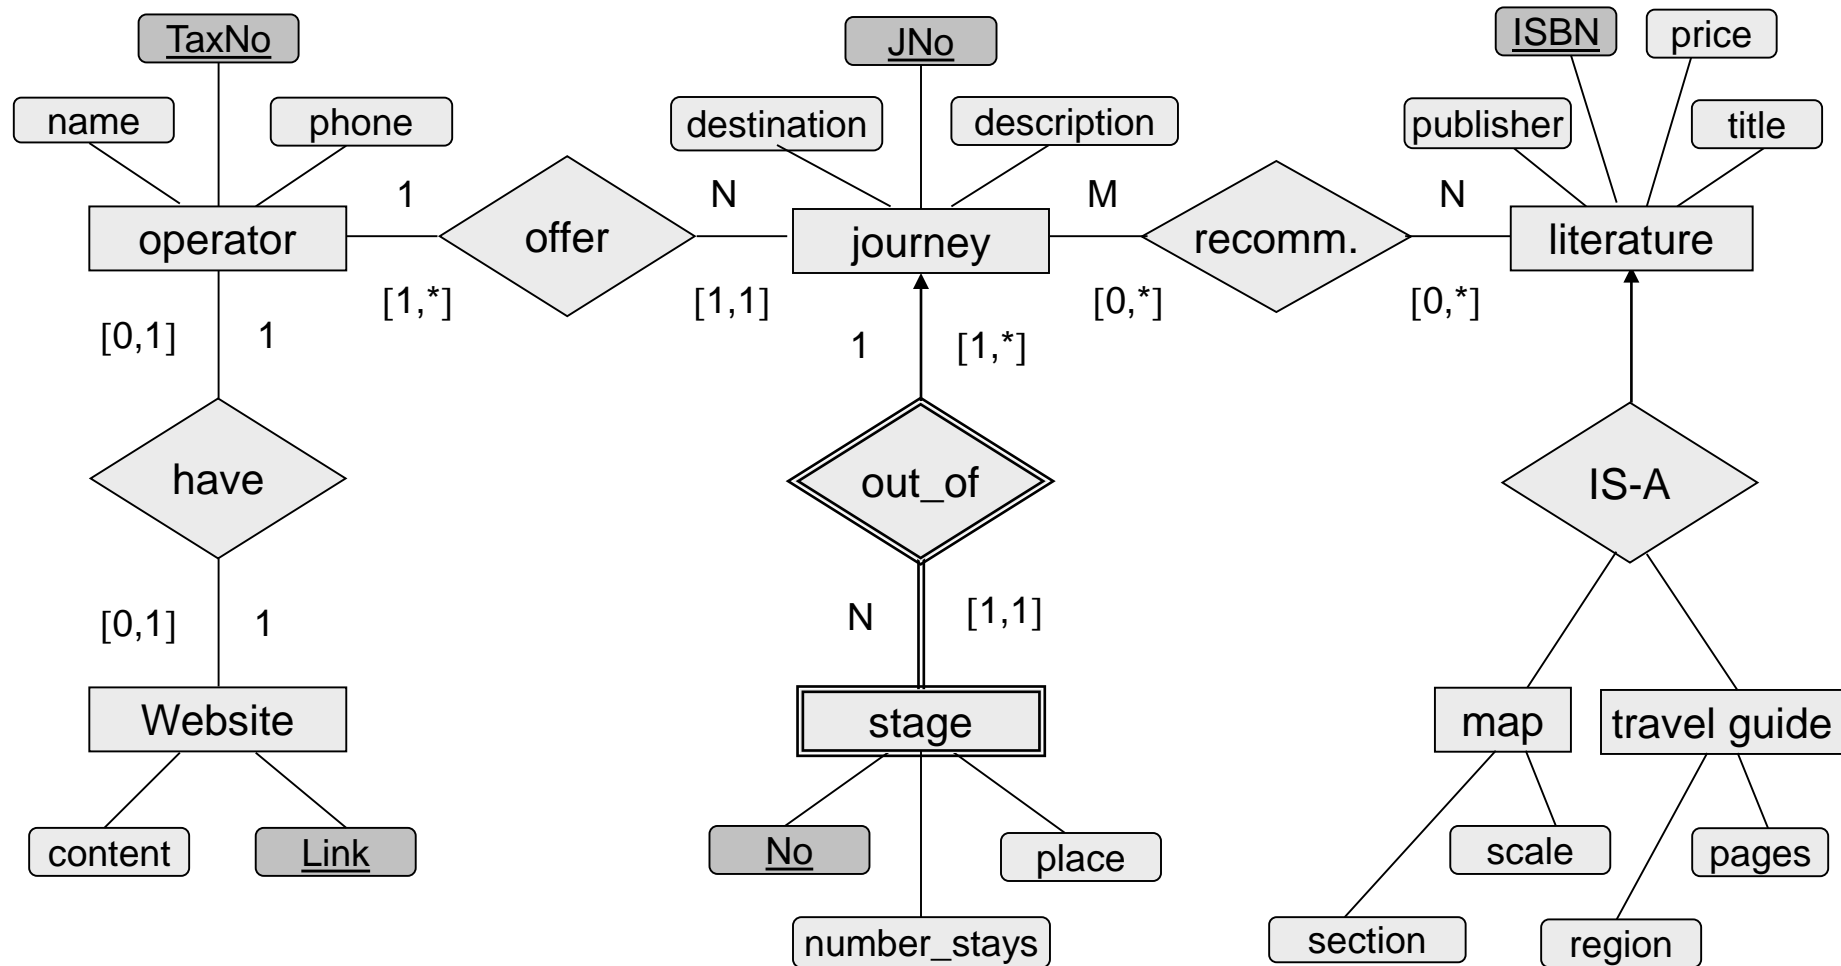 TaxNo
JNo
ISBN
price
name
phone
destination
description
publisher
title
1
N
M
N
operator
offer
journey
recomm.
literature
[1,*]
[1,1]
[0,*]
[0,*]
[0,1]
1
1
[1,*]
have
out_of
IS-A
[0,1]
1
N
[1,1]
Website
stage
map
travel guide
content
Link
No
place
scale
pages
number_stays
section
region